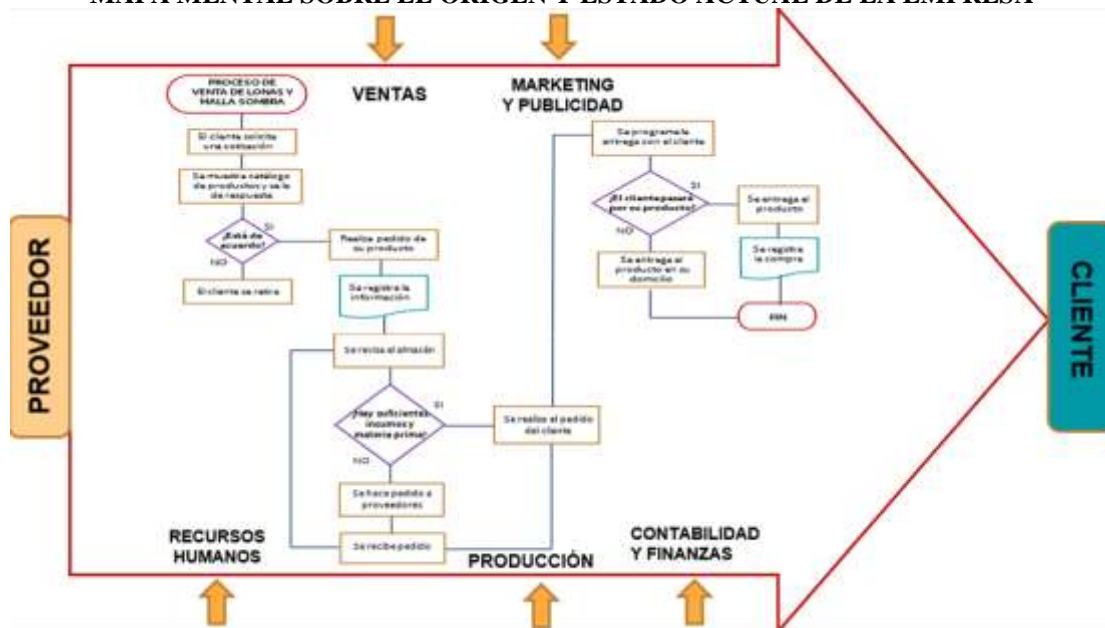 MAPA MENTAL SOBRE EL ORIGEN Y ESTADO ACTUAL DE LA EMPRESA
PROVEEDOR
VENTAS
MARKETING
Y PUBLICIDAD
PROCESO DE
VENTA DE LONAS Y
MALLA SOMBRA
El cliente solicita
una cotización
Se muestra catálogo
de productos y se le
da respuesta
¿Está de
acuerdo?
SI
NO
El cliente se retira
Realiza pedido de
su producto
Se registra la
información
Se revisa el almacén
¿Hay suficientes
insumos y
materia prima?
SI
NO
Se hace pedido a
proveedores
Se recibe pedido
Se realiza el pedido
del cliente
Se programa la
entrega con el cliente
¿El cliente pasará
por su producto?
SI
NO
Se entrega el
producto en su
domicilio
Se entrega el
producto
Se registra
la compra
FIN
RECURSOS
HUMANOS
PRODUCCIÓN
CONTABILIDAD
Y FINANZAS
CLIENTE